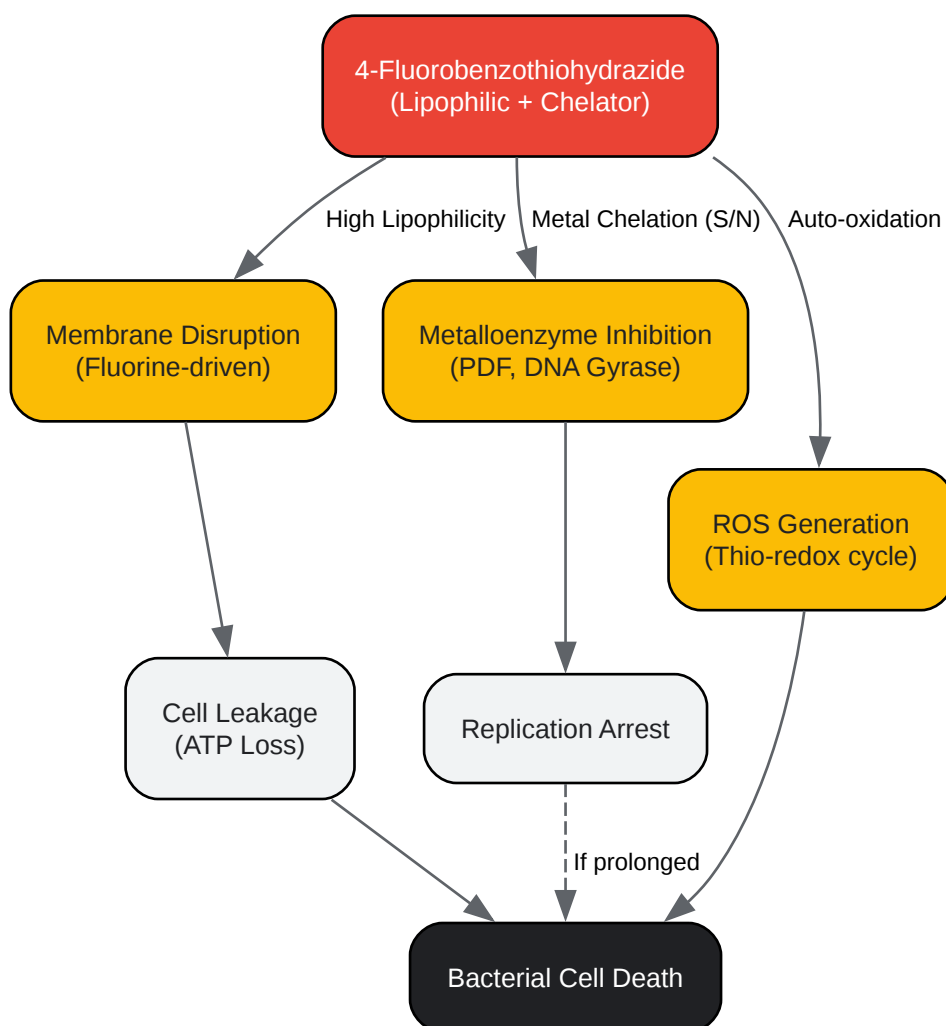 4-Fluorobenzothiohydrazide
(Lipophilic + Chelator)
High Lipophilicity
Metal Chelation (S/N)
Auto-oxidation
Membrane Disruption
(Fluorine-driven)
Metalloenzyme Inhibition
(PDF, DNA Gyrase)
ROS Generation
(Thio-redox cycle)
Cell Leakage
(ATP Loss)
Replication Arrest
If prolonged
Bacterial Cell Death